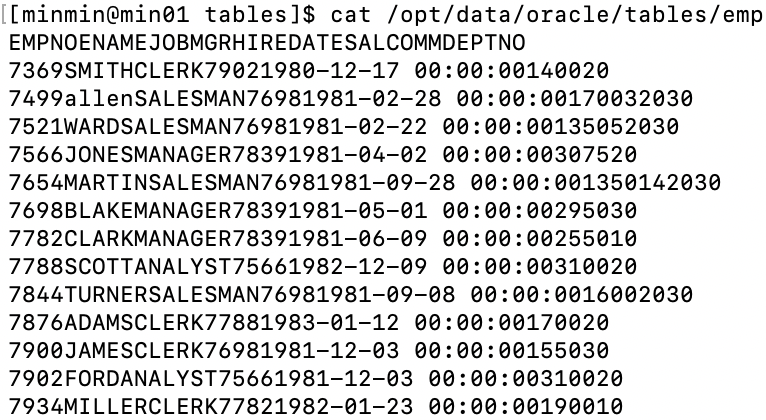 [[minmin@min01 tables]$ cat /opt/data/oracle/tables/emp
EMPNOENAMEJOBMGRHIREDATESALCOMMDEPTNO
7369SMITHCLERK79021980-12-17 00:00:00140020
7499allenSALESMAN76981981-02-28 00:00:00170032030
7521WARDSALESMAN76981981-02-22 00:00:00135052030
7566JONESMANAGER78391981-04-02 00:00:00307520
7654MARTINSALESMAN76981981-09-28 00:00:001350142030
7698BLAKEMANAGER78391981-05-01 00:00:00295030
7782CLARKMANAGER78391981-06-09 00:00:00255010
7788SCOTTANALYST75661982-12-09 00:00:00310020
7844TURNERSALESMAN76981981-09-08 00:00:0016002030
7876ADAMSCLERK77881983-01-12 00:00:00170020
7900JAMESCLERK76981981-12-03 00:00:00155030
7902FORDANALYST75661981-12-03 00:00:00310020
7934MILLERCLERK77821982-01-23 00:00:00190010